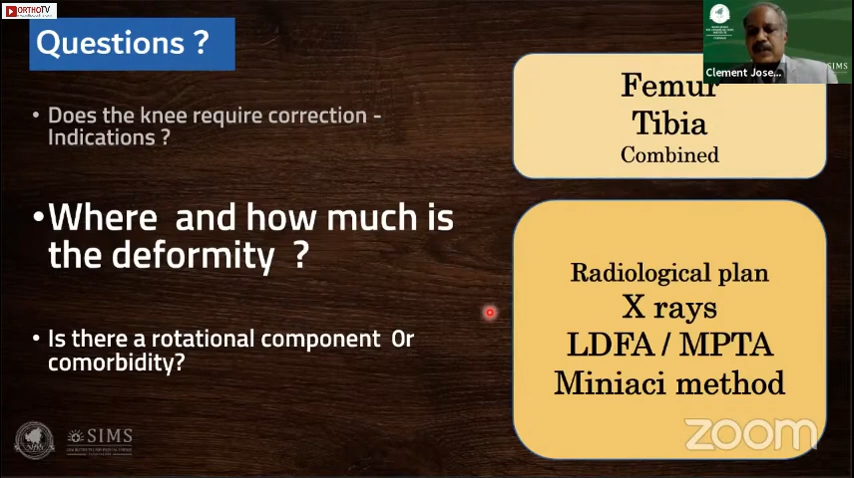 ORTHOTV
Questions ?
• Does the knee require correction -
Indications ?
•Where and how much is
the deformity ?
• Is there a rotational component Or
comorbidity?
SIMS
Clement Jose...
SIMS
Femur
Tibia
Combined
Radiological plan
X rays
LDFA / MPTA
Miniaci method
zoom